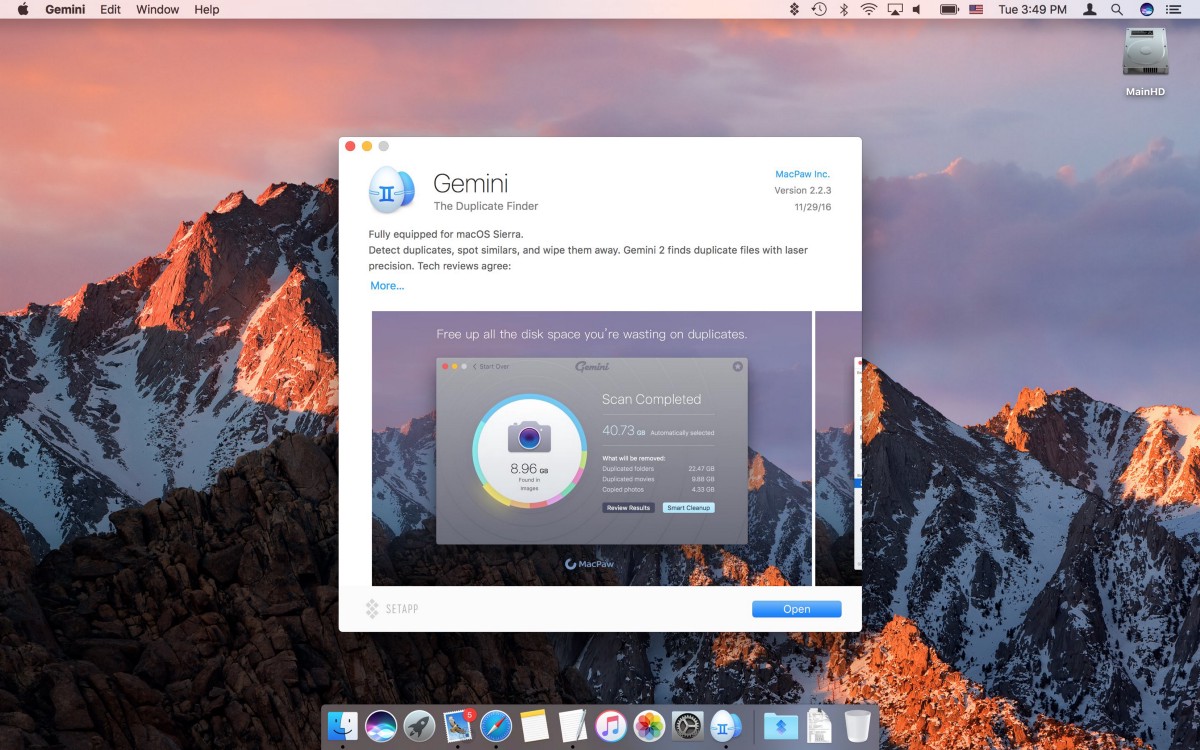 Gemini Edit Window Help Tue 3:49 PM
MainHD
Gemini
The Duplicate Finder
MacPaw Inc.
Version 2.2.3
11/29/16
Fully equipped for macOS Sierra.
Detect duplicates, spot similars, and wipe them away. Gemini 2 finds duplicate files with laser
precision. Tech reviews agree:
More...
Free up all the disk space you're wasting on duplicates.
Start Over
Gemini
Scan Completed
40.73 GB Automatically selected
8.96 GB
Found in
images
What will be removed:
Duplicated folders 22.47 GB
Duplicated movies 9.88 GB
Copied photos 4.33 GB
Review Results Smart Cleanup
MacPaw
SETAPP
Open
5